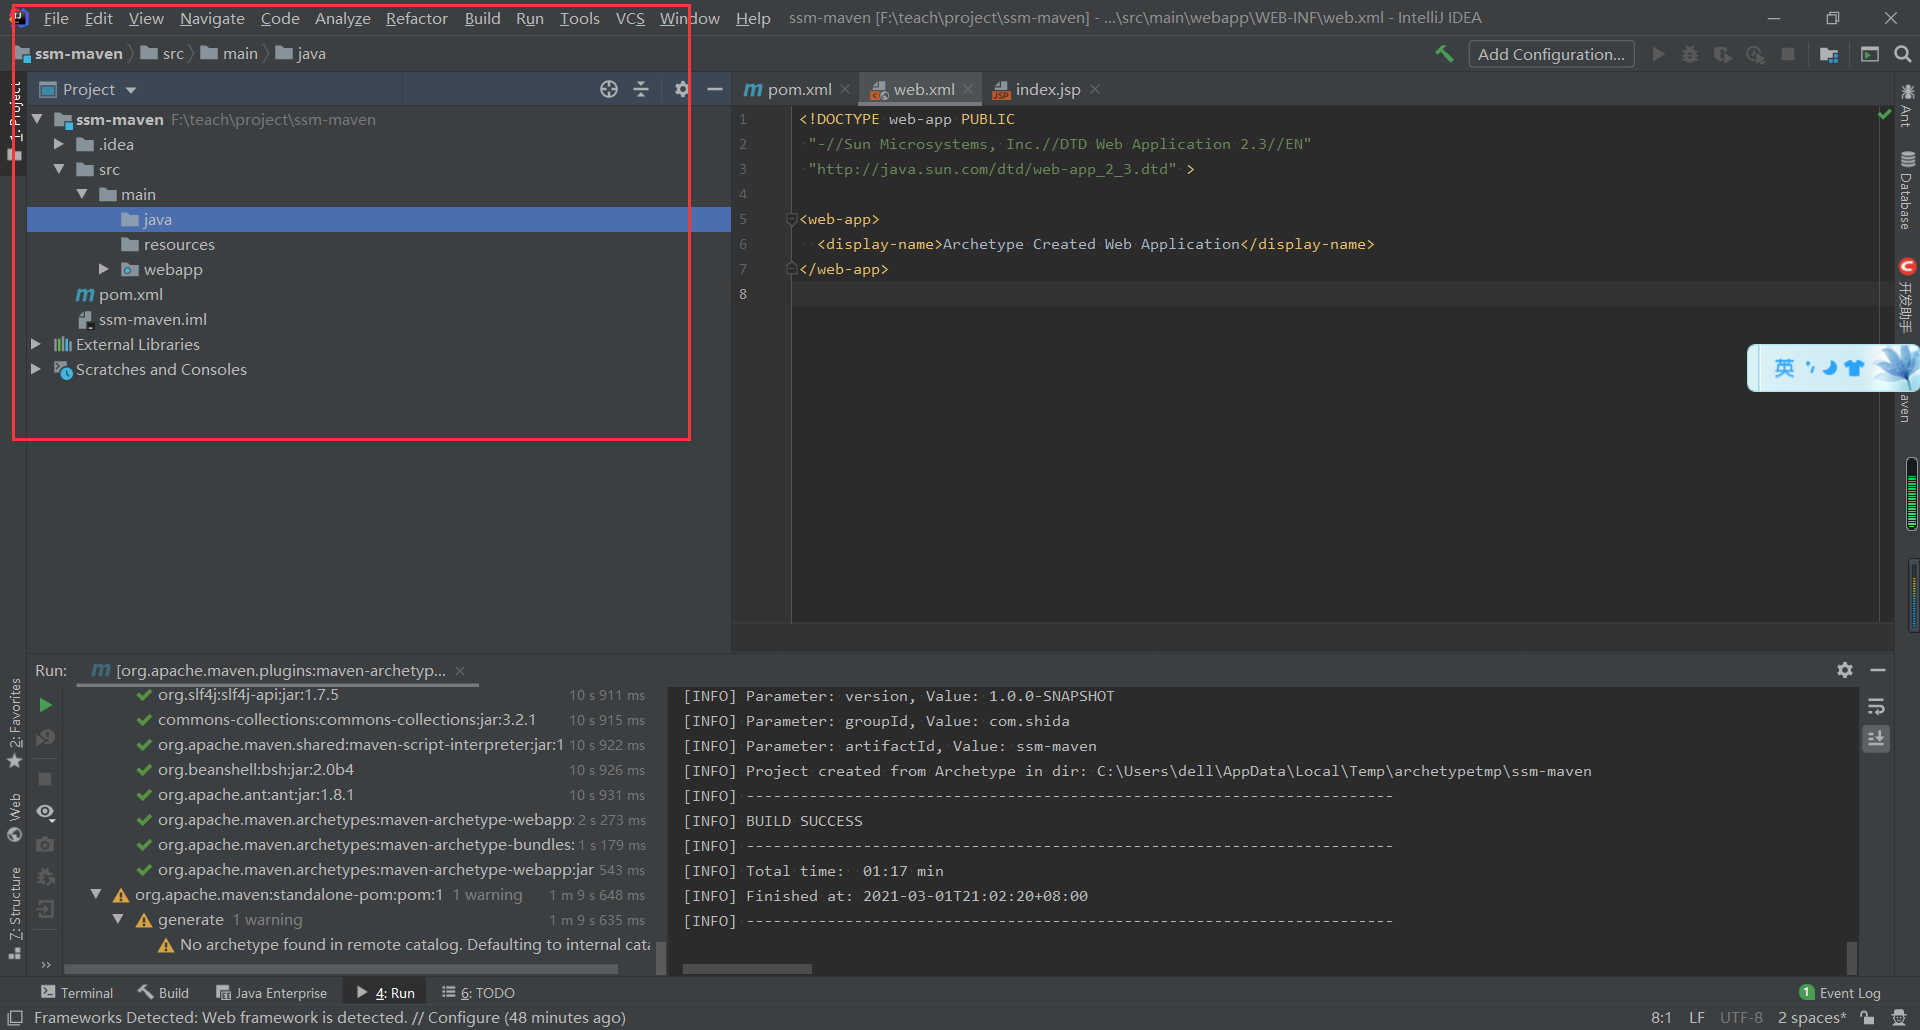 File Edit View Navigate Code Analyze Refactor Build Run Tools VCS Window Help ssm-maven [F:\teach\project\ssm-maven] - ...\src\main\webapp\WEB-INF\web.xml - IntelliJ IDEA
ssm-maven src main java
Add Configuration...
Project
pom.xml
web.xml
index.jsp
1: Project
ssm-maven F:\teach\project\ssm-maven
.idea
src
main
java
resources
webapp
pom.xml
ssm-maven.iml
External Libraries
Scratches and Consoles
1 <!DOCTYPE web-app PUBLIC
2 "-//Sun Microsystems, Inc.//DTD Web Application 2.3//EN"
3 "http://java.sun.com/dtd/web-app_2_3.dtd" >
4
5 <web-app>
6 <display-name>Archetype Created Web Application</display-name>
7 </web-app>
8
Ant
Database
开发助手
英
aven
Run: [org.apache.maven.plugins:maven-archetyp...
org.slf4j:slf4j-api:jar:1.7.5 10 s 911 ms
commons-collections:commons-collections:jar:3.2.1 10 s 915 ms
org.apache.maven.shared:maven-script-interpreter:jar:1 10 s 922 ms
org.beanshell:bsh:jar:2.0b4 10 s 926 ms
org.apache.ant:ant:jar:1.8.1 10 s 931 ms
org.apache.maven.archetypes:maven-archetype-webapp: 2 s 273 ms
org.apache.maven.archetypes:maven-archetype-bundles: 1 s 179 ms
org.apache.maven.archetypes:maven-archetype-webapp:jar 543 ms
org.apache.maven:standalone-pom:pom:1 1 warning 1 m 9 s 648 ms
generate 1 warning 1 m 9 s 635 ms
No archetype found in remote catalog. Defaulting to internal cata
[INFO] Parameter: version, Value: 1.0.0-SNAPSHOT
[INFO] Parameter: groupId, Value: com.shida
[INFO] Parameter: artifactId, Value: ssm-maven
[INFO] Project created from Archetype in dir: C:\Users\dell\AppData\Local\Temp\archetypetmp\ssm-maven
[INFO] ------------------------------------------------------------------------
[INFO] BUILD SUCCESS
[INFO] ------------------------------------------------------------------------
[INFO] Total time: 01:17 min
[INFO] Finished at: 2021-03-01T21:02:20+08:00
[INFO] ------------------------------------------------------------------------
2: Favorites
Web
Z: Structure
Terminal Build Java Enterprise 4: Run 6: TODO
1 Event Log
Frameworks Detected: Web framework is detected. // Configure (48 minutes ago)
8:1 LF UTF-8 2 spaces*